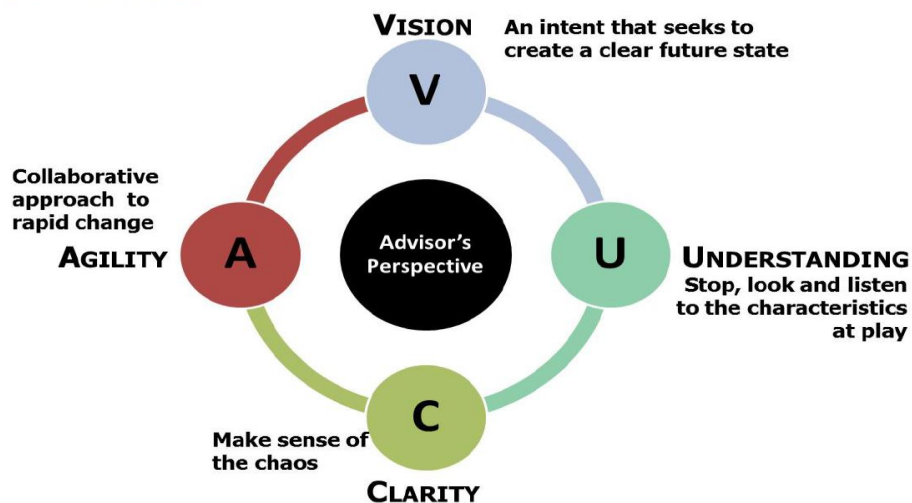 VISION
An intent that seeks to
create a clear future state
V
Collaborative
approach to
rapid change
AGILITY
A
Advisor's
Perspective
U
UNDERSTANDING
Stop, look and listen
to the characteristics
at play
C
Make sense of
the chaos
CLARITY